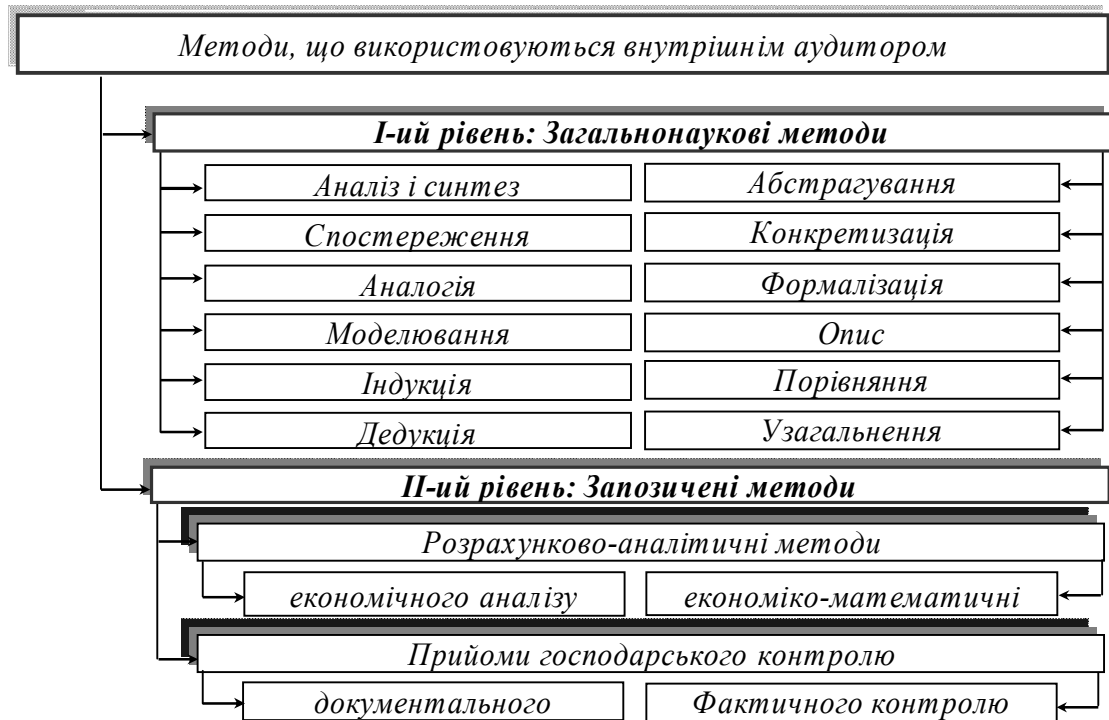 Методи, що використовуються внутрішнім аудитором
I-ий рівень: Загальнонаукові методи
Аналіз і синтез
Абстрагування
Спостереження
Конкретизація
Аналогія
Формалізація
Моделювання
Опис
Індукція
Порівняння
Дедукція
Узагальнення
II-ий рівень: Запозичені методи
Розрахунково-аналітичні методи
економічного аналізу
економіко-математичні
Прийоми господарського контролю
документального
Фактичного контролю